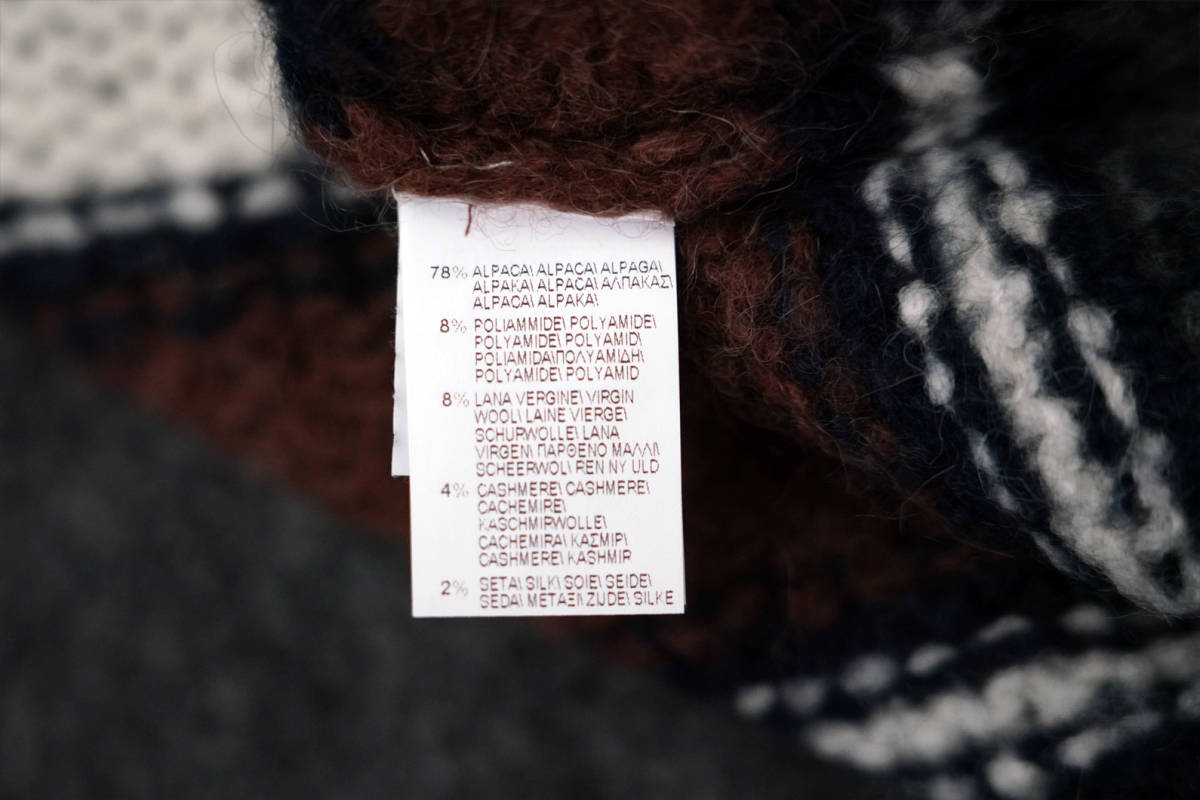 78% ALPACA\ ALPACA\ ALPAGA\
ALPAKA\ ALPACA\ ΑΛΠΑΚΑΣ\
ALPACA\ ALPAKA\
8% POLIAMMIDE\ POLYAMIDE\
POLYAMIDE\ POLYAMID\
POLIAMIDA\ΠΟΛΥΑΜΙΔΗ\
POLYAMIDE\ POLYAMID
8% LANA VERGINE\ VIRGIN
WOOL\ LAINE VIERGE\
SCHURWOLLE\ LANA
VIRGEN\ ΠΑΡΘΕΝΟ ΜΑΛΛΙ\
SCHEERWOL\ REN NY ULD
4% CASHMERE\ CASHMERE\
CACHEMIRE\
KASCHMIRWOLLE\
CACHEMIRA\ ΚΑΣΜΙΡ\
CASHMERE\ KASHMIR
2% SETA\ SILK\ SOIE\ SEIDE\
SEDA\ ΜΕΤΑΞΙ\ ZIJDE\ SILKE